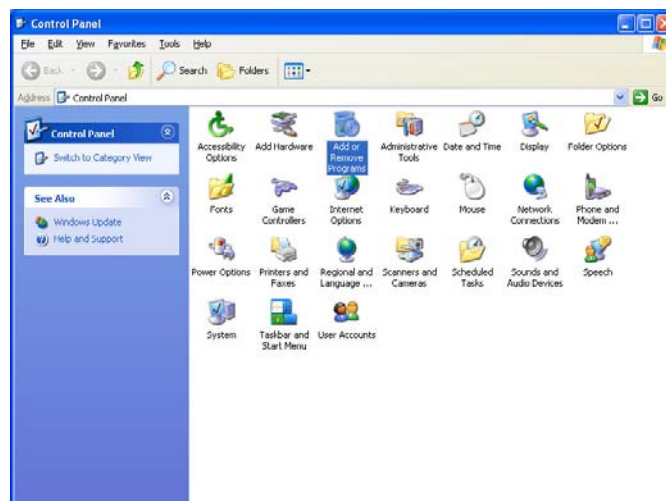 Control Panel
File Edit View Favorites Tools Help
Back Search Folders
Address Control Panel Go
Control Panel
Switch to Category View
See Also
Windows Update
Help and Support
Accessibility Options
Add Hardware
Add or Remove Programs
Administrative Tools
Date and Time
Display
Folder Options
Fonts
Game Controllers
Internet Options
Keyboard
Mouse
Network Connections
Phone and Modem ...
Power Options
Printers and Faxes
Regional and Language ...
Scanners and Cameras
Scheduled Tasks
Sounds and Audio Devices
Speech
System
Taskbar and Start Menu
User Accounts